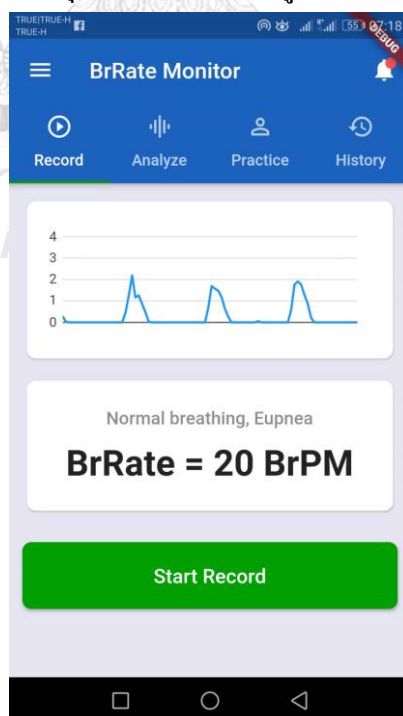 TRUE|TRUE-H
TRUE-H
55
07:18
DEBUG
BrRate Monitor
Record
Analyze
Practice
History
4
3
2
1
0
Normal breathing, Eupnea
BrRate = 20 BrPM
Start Record